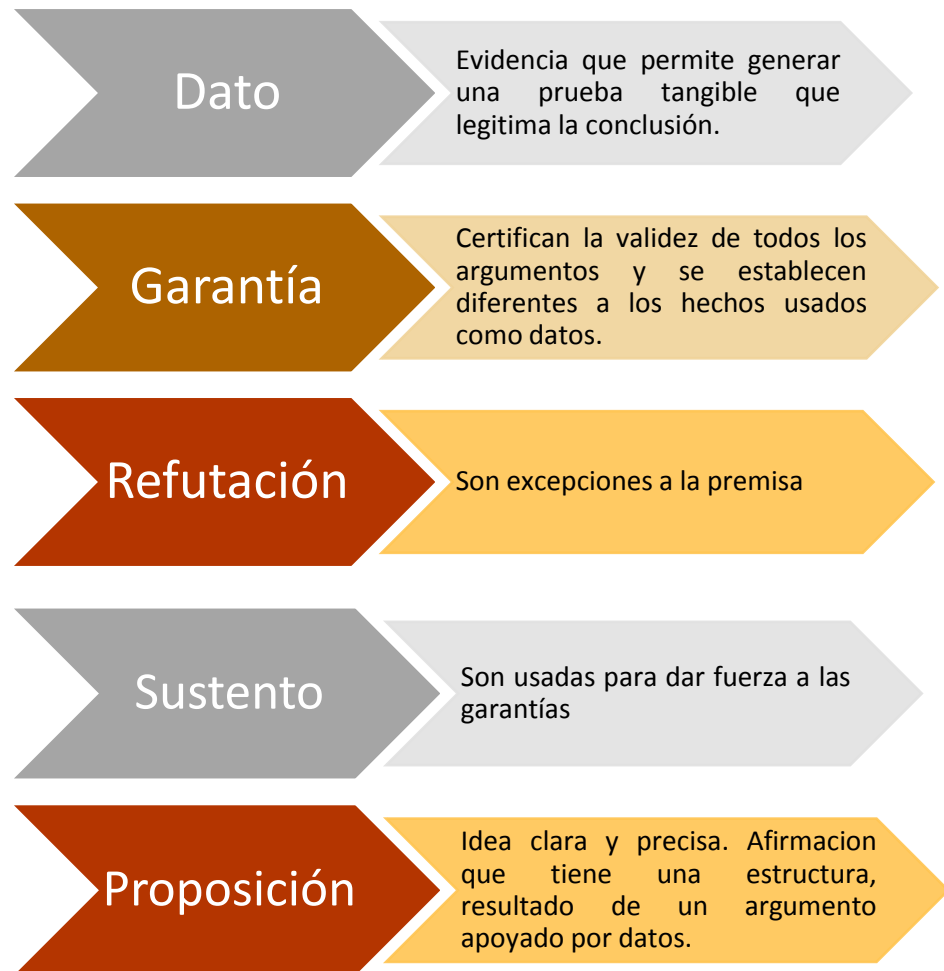 Dato
Evidencia que permite generar
una prueba tangible que
legitima la conclusión.
Garantía
Certifican la validez de todos los
argumentos y se establecen
diferentes a los hechos usados
como datos.
Refutación
Son excepciones a la premisa
Sustento
Son usadas para dar fuerza a las
garantías
Proposición
Idea clara y precisa. Afirmacion
que tiene una estructura,
resultado de un argumento
apoyado por datos.